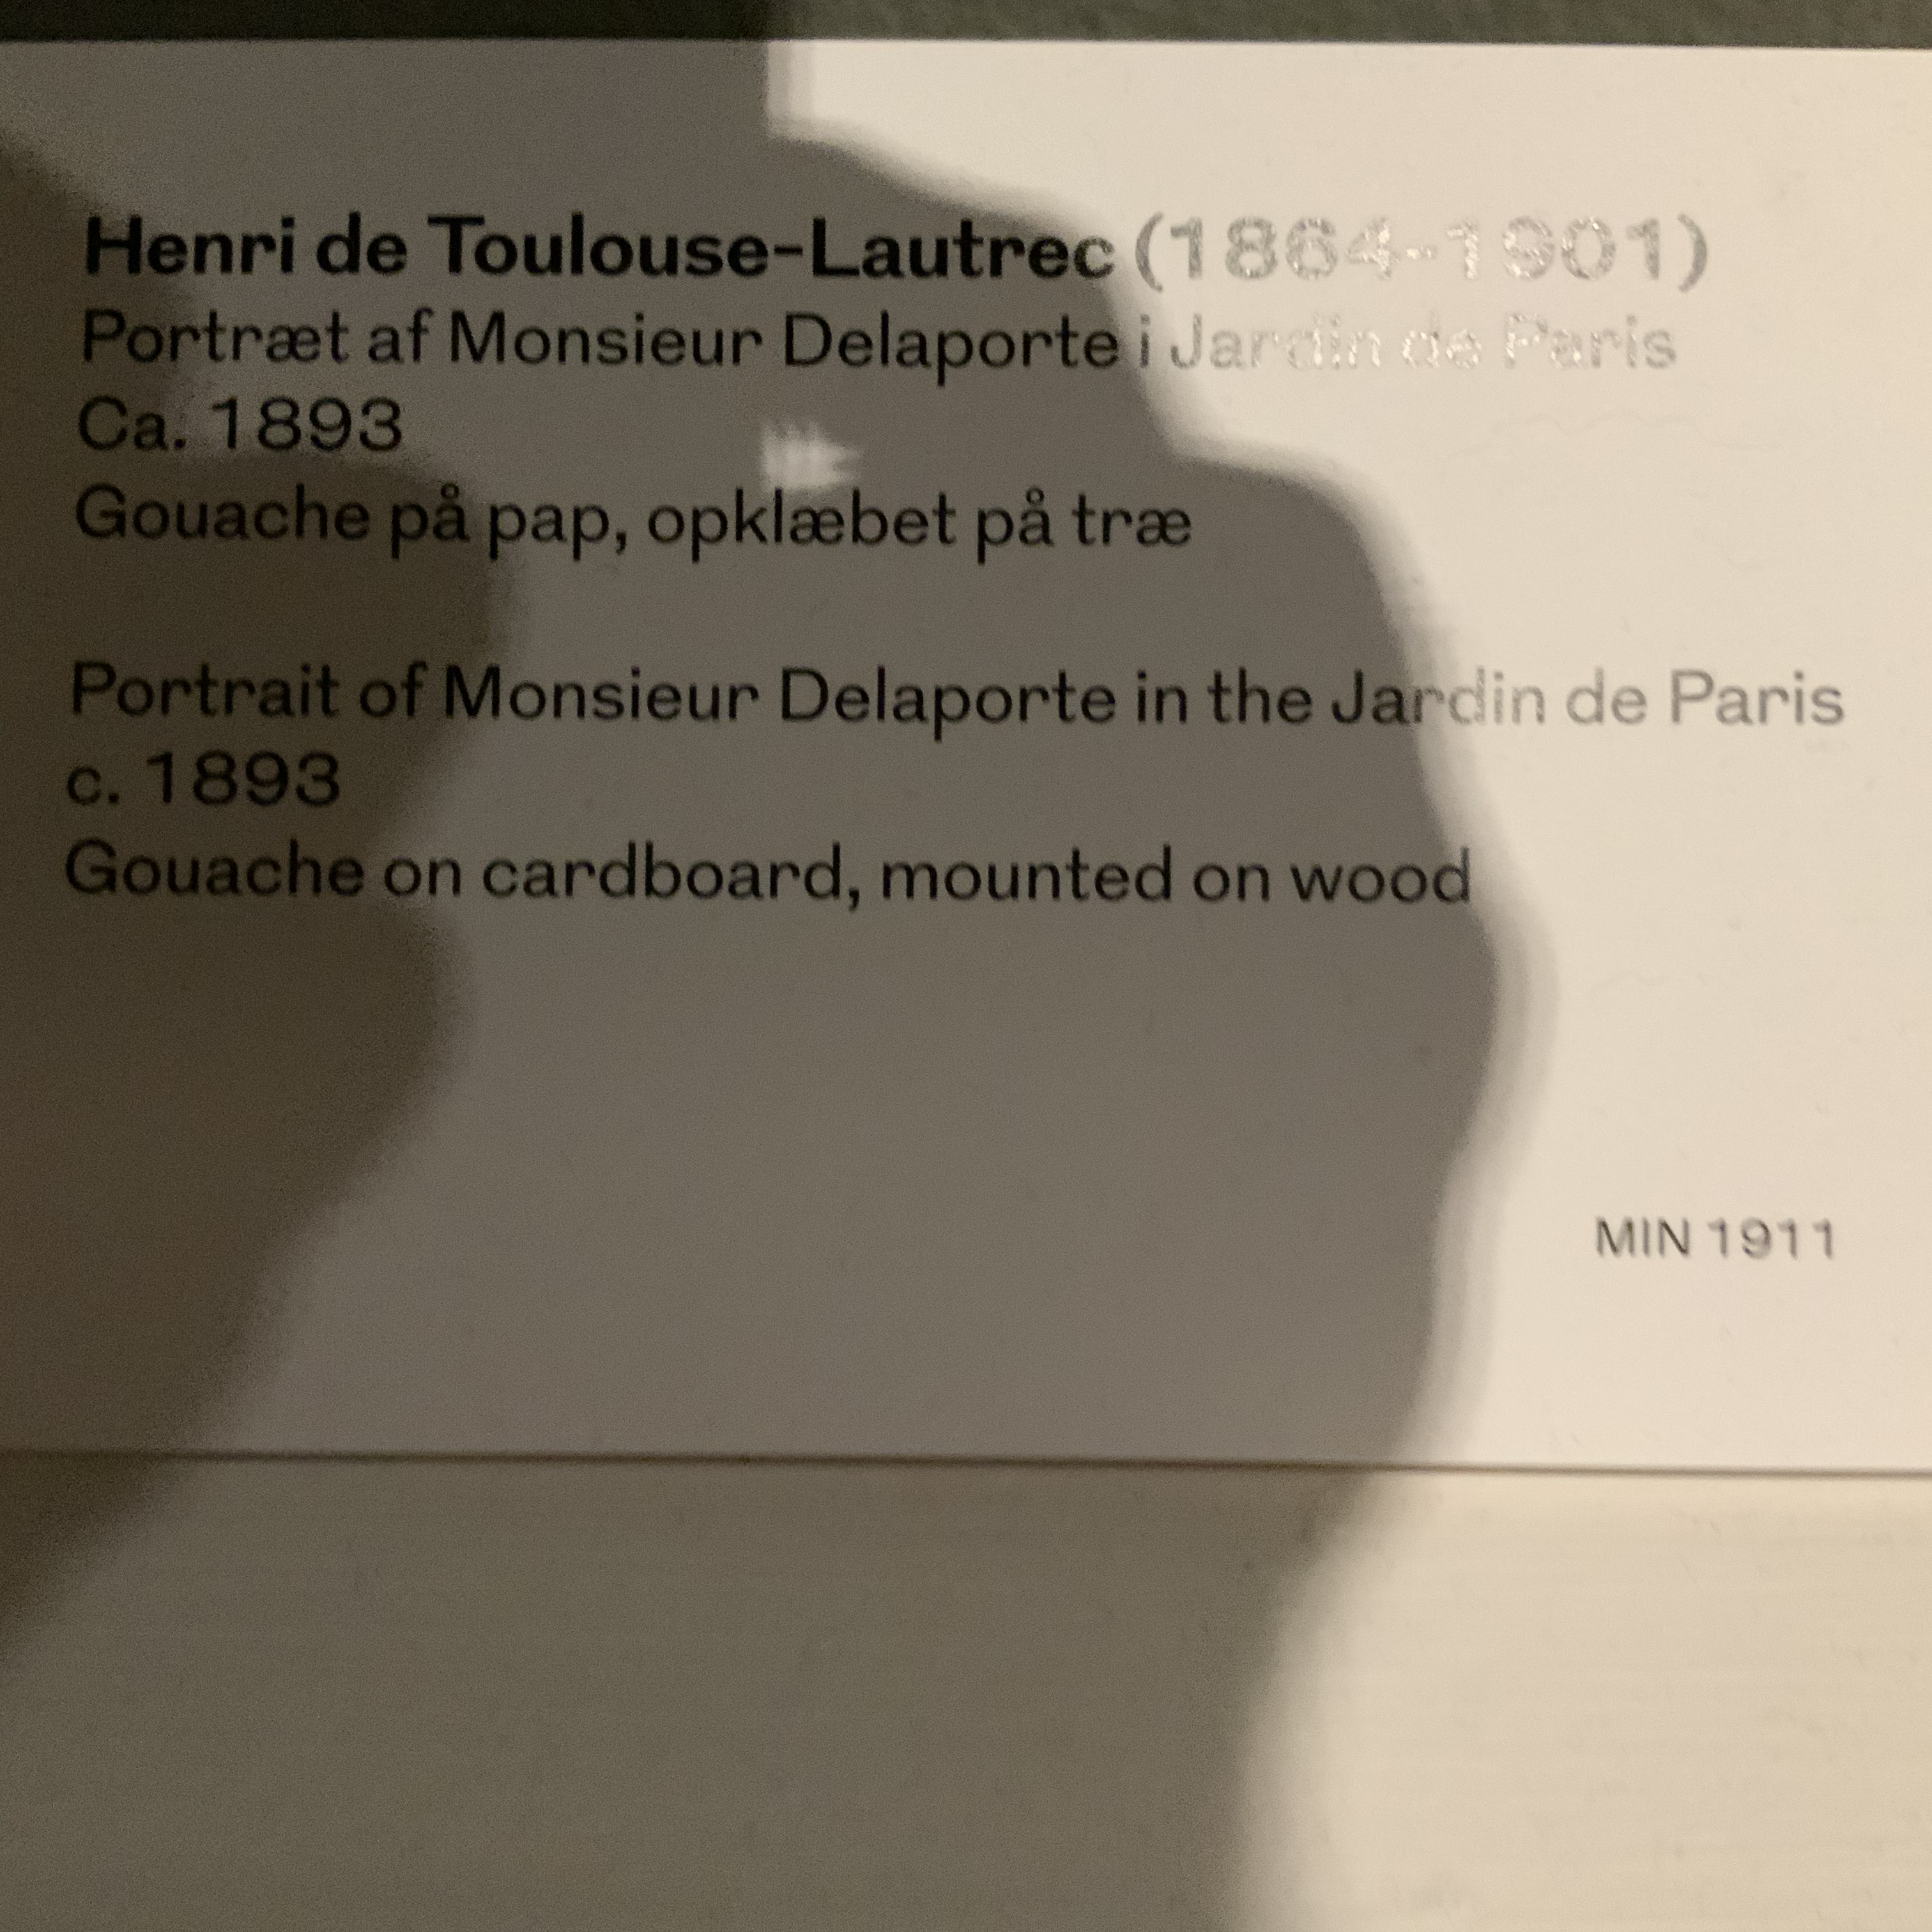 Henri de Toulouse-Lautrec (1864-1901)
Portræt af Monsieur Delaporte i Jardin de Paris
Ca. 1893
Gouache på pap, opklæbet på træ
Portrait of Monsieur Delaporte in the Jardin de Paris
c. 1893
Gouache on cardboard, mounted on wood
MIN 1911